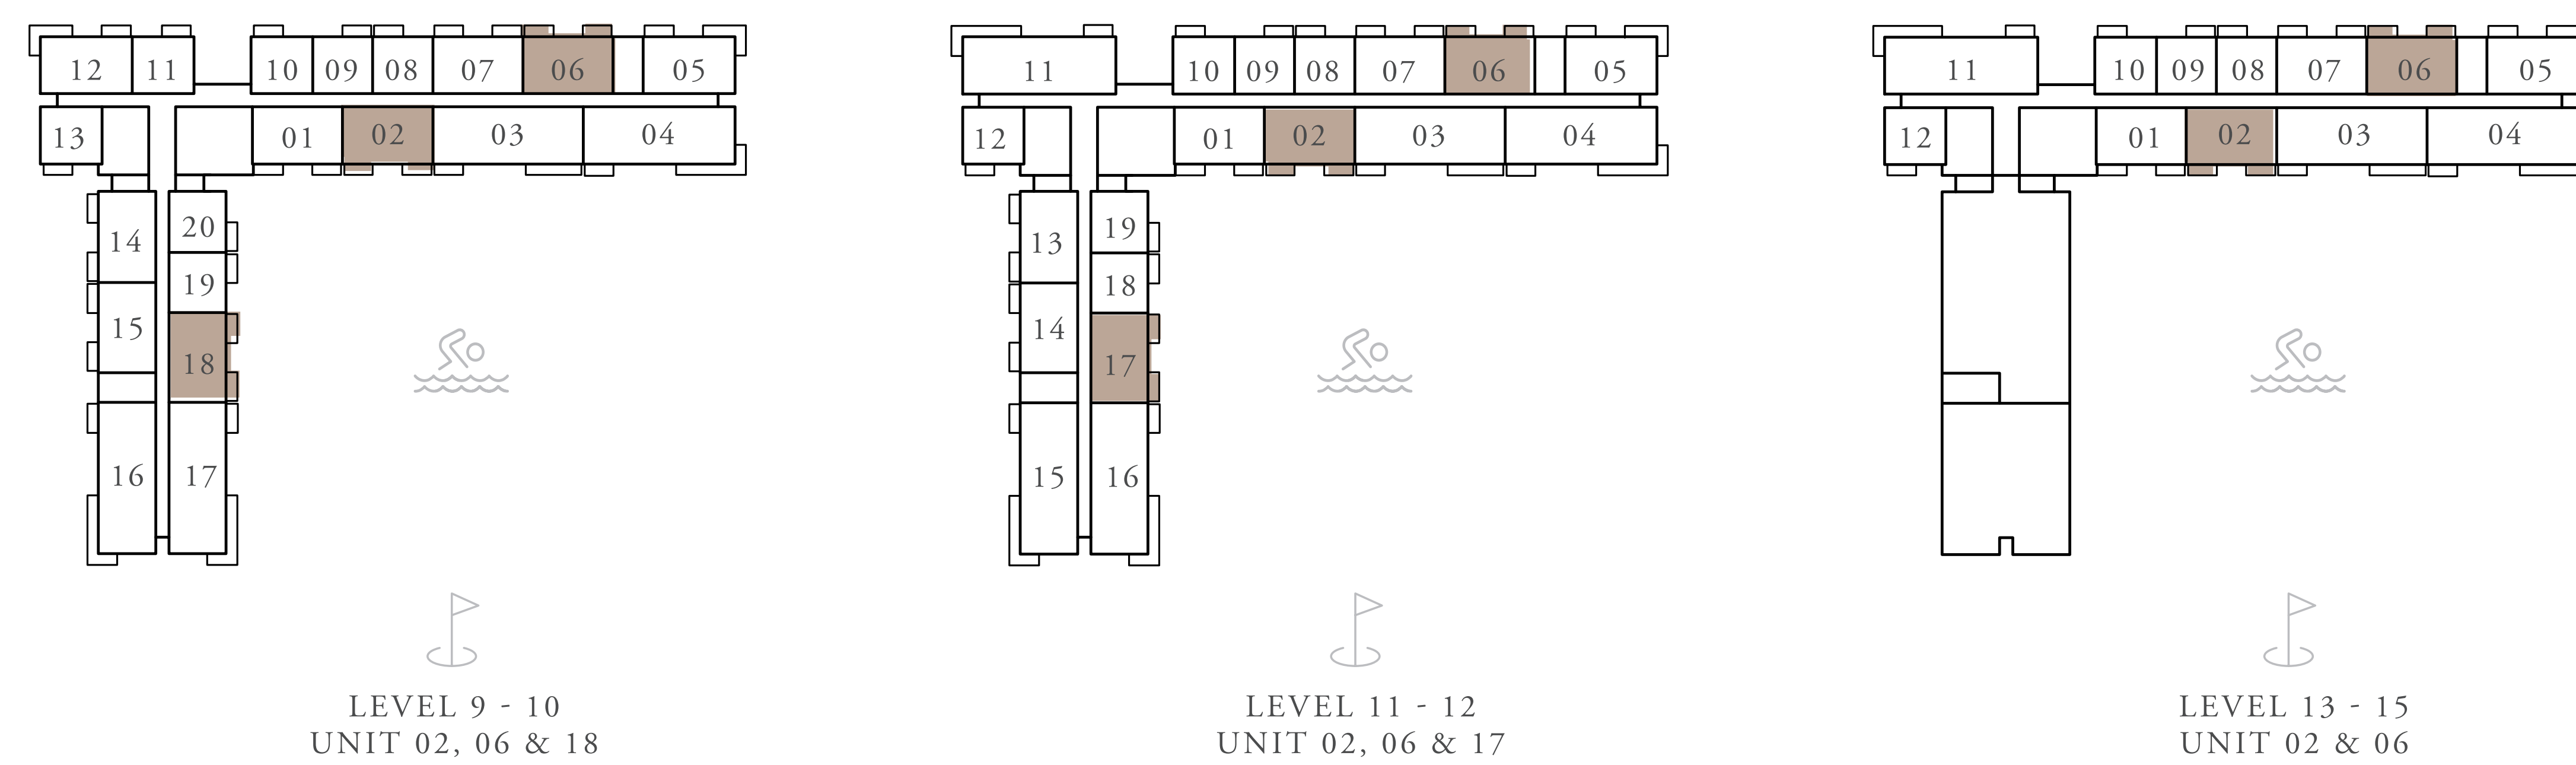 12 11 10 09 08 07 06 05
13 01 02 03 04
14 20
19
15
18
16 17
LEVEL 9 - 10
UNIT 02, 06 & 18
11 10 09 08 07 06 05
12 01 02 03 04
13 19
18
14
17
15 16
LEVEL 11 - 12
UNIT 02, 06 & 17
11 10 09 08 07 06 05
12 01 02 03 04
LEVEL 13 - 15
UNIT 02 & 06